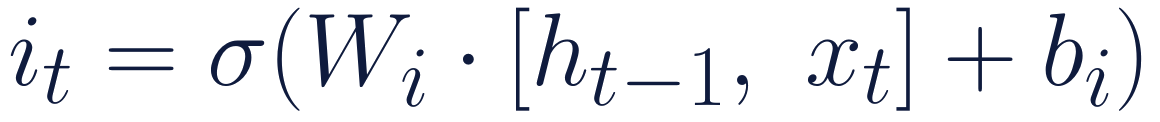 i_t = σ(W_i · [h_{t−1}, x_t] + b_i)